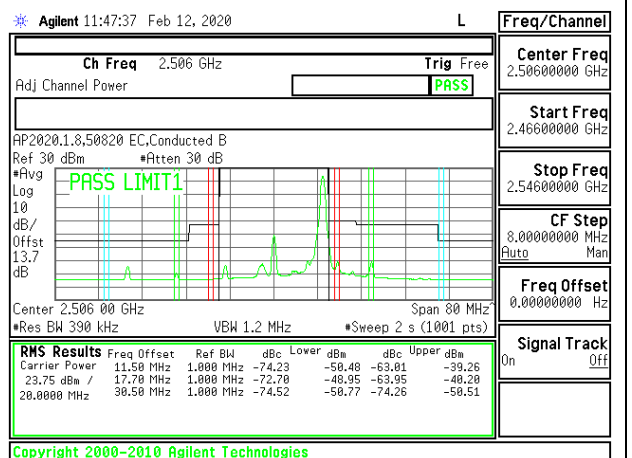 Agilent 11:47:37 Feb 12, 2020 L
Freq/Channel
Ch Freq 2.506 GHz Trig Free
Adj Channel Power PASS
Center Freq
2.50600000 GHz
Start Freq
2.46600000 GHz
AP2020.1.8,50820 EC,Conducted B
Ref 30 dBm #Atten 30 dB
#Avg
Log
10
dB/
Offst
13.7
dB
PASS LIMIT1
Stop Freq
2.54600000 GHz
CF Step
8.00000000 MHz
Auto Man
Freq Offset
0.00000000 Hz
Center 2.506 00 GHz Span 80 MHz^
#Res BW 390 kHz VBW 1.2 MHz #Sweep 2 s (1001 pts)
Signal Track
On Off
RMS Results Freq Offset Ref BW dBc Lower dBm dBc Upper dBm
Carrier Power 11.50 MHz 1.000 MHz -74.23 -50.48 -63.01 -39.26
23.75 dBm / 17.70 MHz 1.000 MHz -72.70 -48.95 -63.95 -40.20
20.0000 MHz 30.50 MHz 1.000 MHz -74.52 -50.77 -74.26 -50.51
Copyright 2000-2010 Agilent Technologies